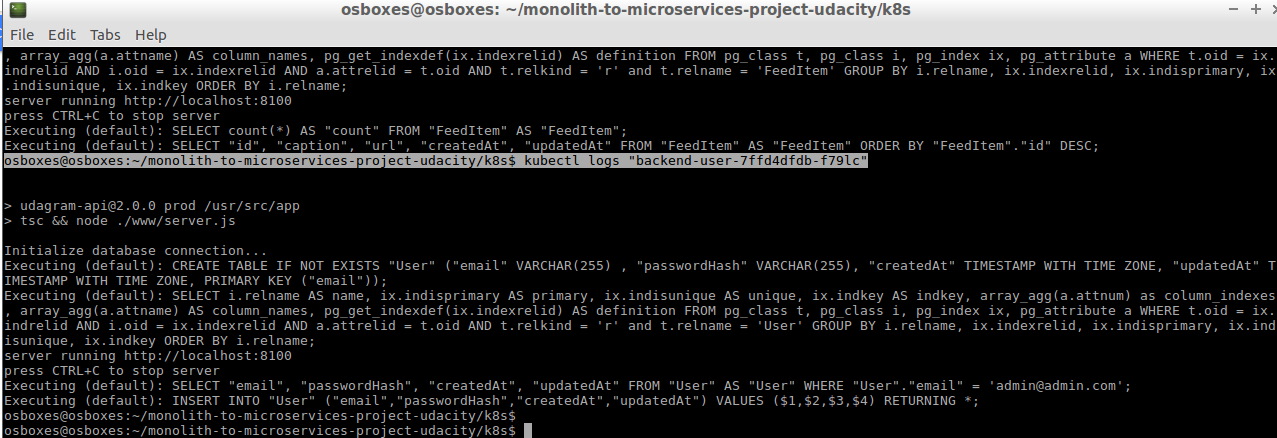 osboxes@osboxes: ~/monolith-to-microservices-project-udacity/k8s
File Edit Tabs Help
, array_agg(a.attname) AS column_names, pg_get_indexdef(ix.indexrelid) AS definition FROM pg_class t, pg_class i, pg_index ix, pg_attribute a WHERE t.oid = ix.
indrelid AND i.oid = ix.indexrelid AND a.attrelid = t.oid AND t.relkind = 'r' and t.relname = 'FeedItem' GROUP BY i.relname, ix.indexrelid, ix.indisprimary, ix
.indisunique, ix.indkey ORDER BY i.relname;
server running http://localhost:8100
press CTRL+C to stop server
Executing (default): SELECT count(*) AS "count" FROM "FeedItem" AS "FeedItem";
Executing (default): SELECT "id", "caption", "url", "createdAt", "updatedAt" FROM "FeedItem" AS "FeedItem" ORDER BY "FeedItem"."id" DESC;
osboxes@osboxes:~/monolith-to-microservices-project-udacity/k8s$ kubectl logs "backend-user-7ffd4dfdb-f79lc"
> udagram-api@2.0.0 prod /usr/src/app
> tsc && node ./www/server.js
Initialize database connection...
Executing (default): CREATE TABLE IF NOT EXISTS "User" ("email" VARCHAR(255) , "passwordHash" VARCHAR(255), "createdAt" TIMESTAMP WITH TIME ZONE, "updatedAt" T
IMESTAMP WITH TIME ZONE, PRIMARY KEY ("email"));
Executing (default): SELECT i.relname AS name, ix.indisprimary AS primary, ix.indisunique AS unique, ix.indkey AS indkey, array_agg(a.attnum) as column_indexes
, array_agg(a.attname) AS column_names, pg_get_indexdef(ix.indexrelid) AS definition FROM pg_class t, pg_class i, pg_index ix, pg_attribute a WHERE t.oid = ix.
indrelid AND i.oid = ix.indexrelid AND a.attrelid = t.oid AND t.relkind = 'r' and t.relname = 'User' GROUP BY i.relname, ix.indexrelid, ix.indisprimary, ix.ind
isunique, ix.indkey ORDER BY i.relname;
server running http://localhost:8100
press CTRL+C to stop server
Executing (default): SELECT "email", "passwordHash", "createdAt", "updatedAt" FROM "User" AS "User" WHERE "User"."email" = 'admin@admin.com';
Executing (default): INSERT INTO "User" ("email","passwordHash","createdAt","updatedAt") VALUES ($1,$2,$3,$4) RETURNING *;
osboxes@osboxes:~/monolith-to-microservices-project-udacity/k8s$
osboxes@osboxes:~/monolith-to-microservices-project-udacity/k8s$